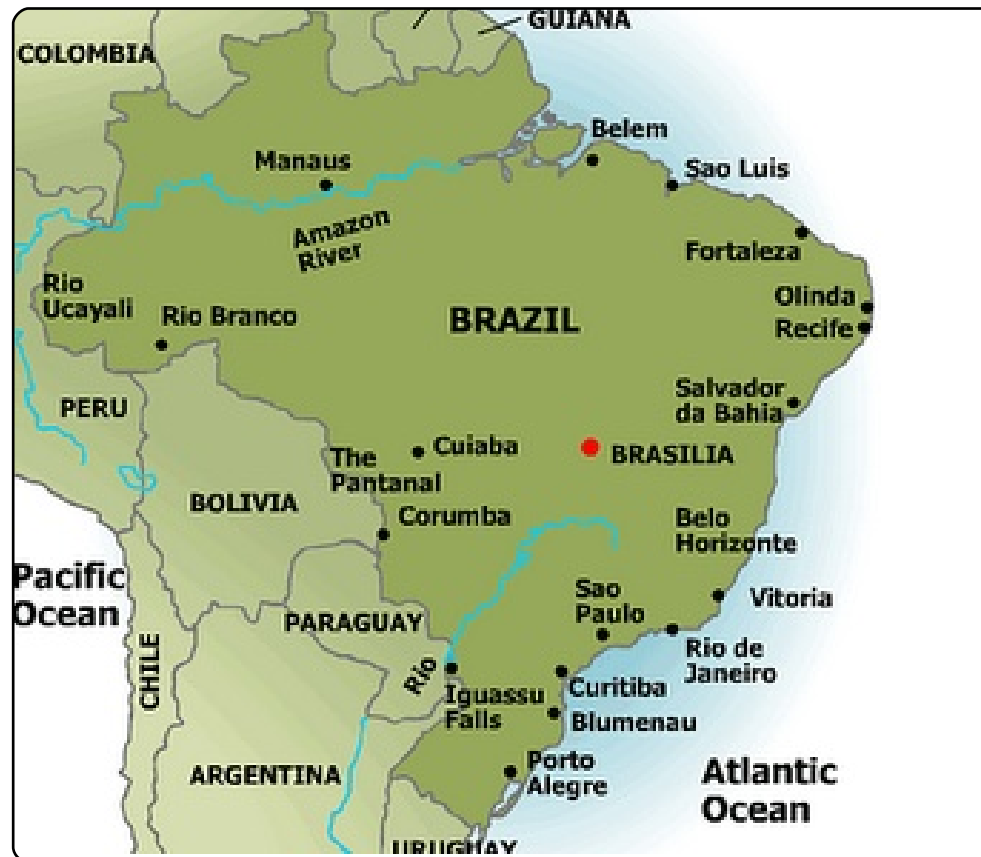 GUIANA
COLOMBIA
Belem
Manaus
Sao Luis
Amazon
River
Fortaleza
Rio
Ucayali
Rio Branco
BRAZIL
Olinda
Recife
PERU
Salvador
da Bahia
The
Pantanal
Cuiaba
BRASILIA
BOLIVIA
Corumba
Belo
Horizonte
Pacific
Ocean
PARAGUAY
Sao
Paulo
Vitoria
CHILE
Rio
Rio de
Janeiro
Iguassu
Falls
Curitiba
Blumenau
ARGENTINA
Porto
Alegre
Atlantic
Ocean
URUGUAY